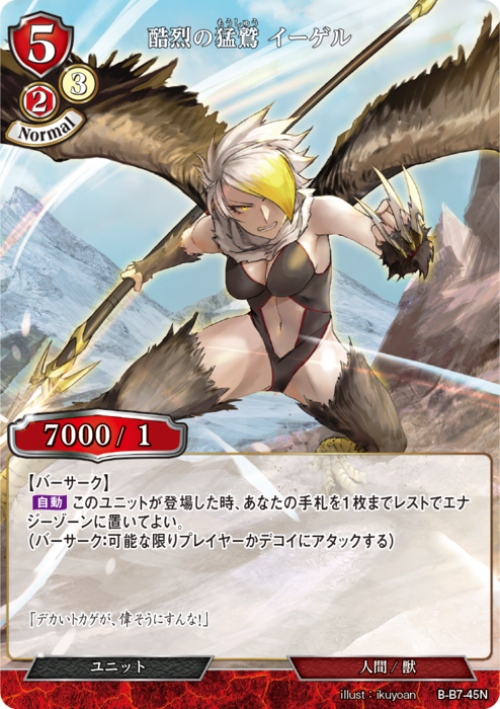 5
もうしゅう
酷烈の猛鷲 イーゲル
2
3
Normal
7000 / 1
【バーサーク】
自動 このユニットが登場した時、あなたの手札を1枚までレストでエナ
ジーゾーンに置いてよい。
(バーサーク:可能な限りプレイヤーかデコイにアタックする)
「デカいトカゲが、偉そうにすんな!」
ユニット
人間 / 獣
illust : ikuyoan
B-B7-45N